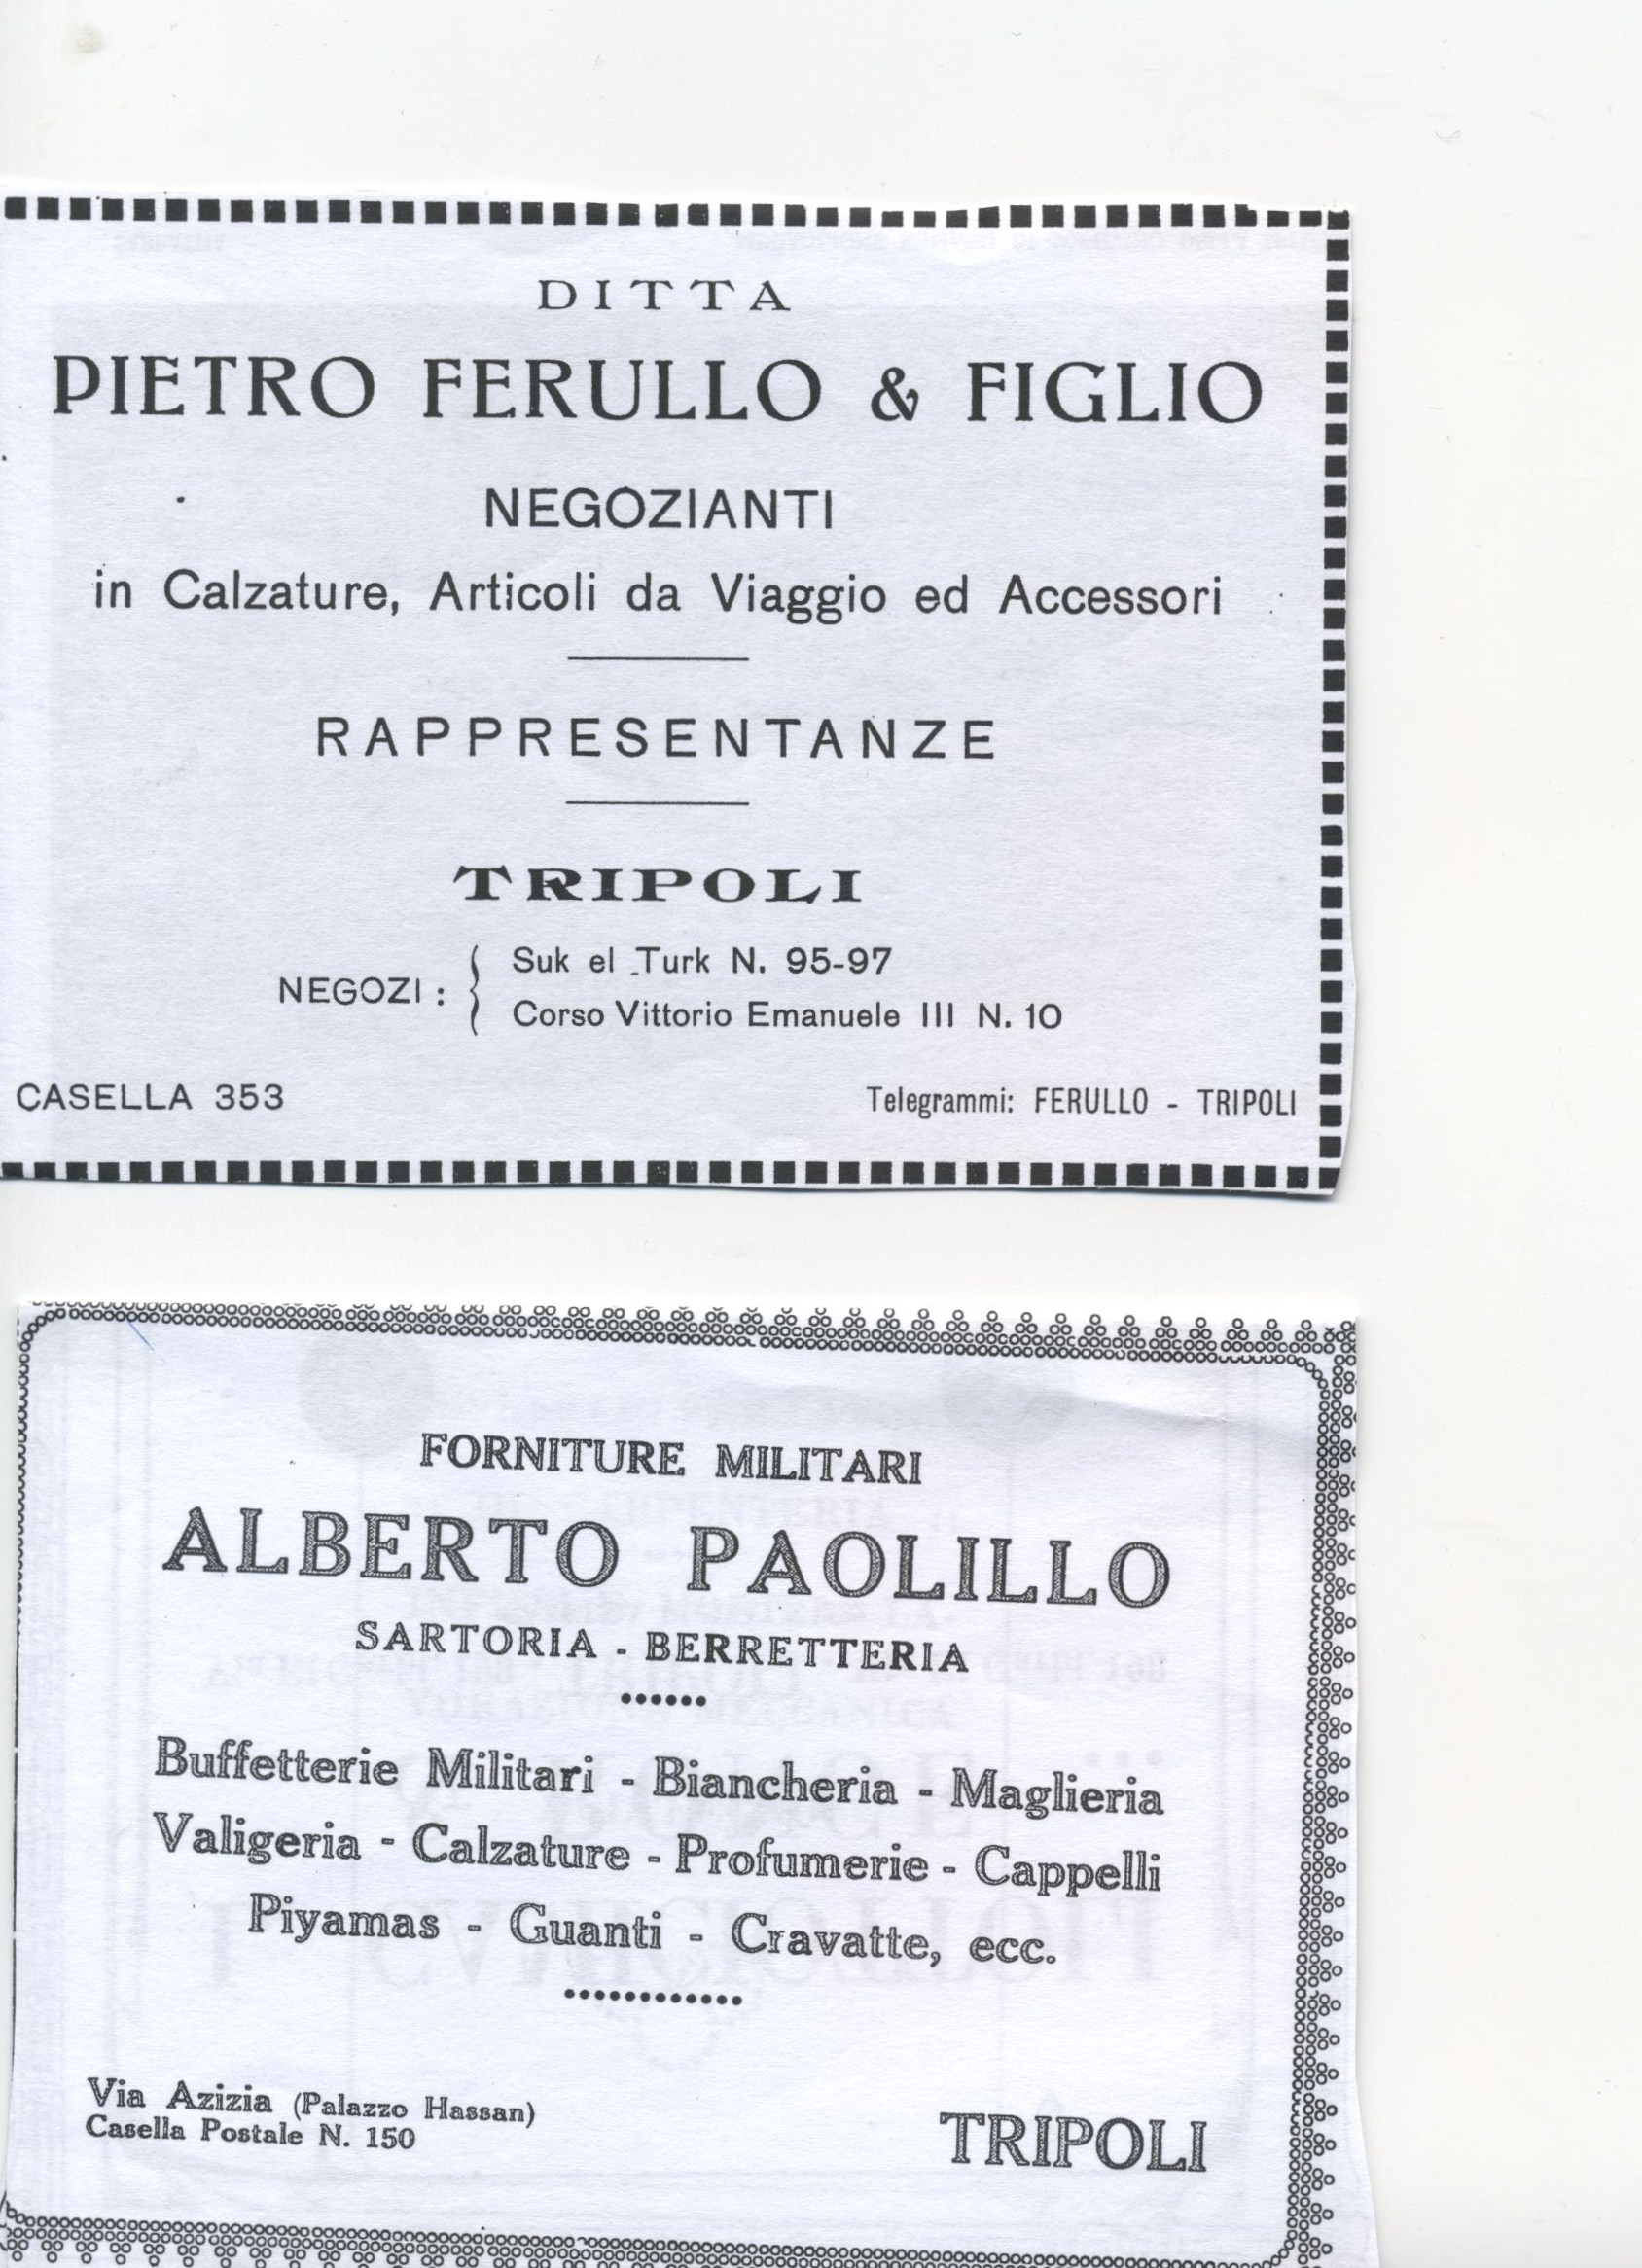 DITTA
PIETRO FERULLO & FIGLIO
NEGOZIANTI
in Calzature, Articoli da Viaggio ed Accessori
RAPPRESENTANZE
TRIPOLI
NEGOZI : { Suk el Turk N. 95-97
Corso Vittorio Emanuele III N. 10
CASELLA 353 Telegrammi: FERULLO - TRIPOLI
FORNITURE MILITARI
ALBERTO PAOLILLO
SARTORIA - BERRETTERIA
Buffetterie Militari - Biancheria - Maglieria
Valigeria - Calzature - Profumerie - Cappelli
Piyamas - Guanti - Cravatte, ecc.
Via Azizia (Palazzo Hassan)
Casella Postale N. 150
TRIPOLI